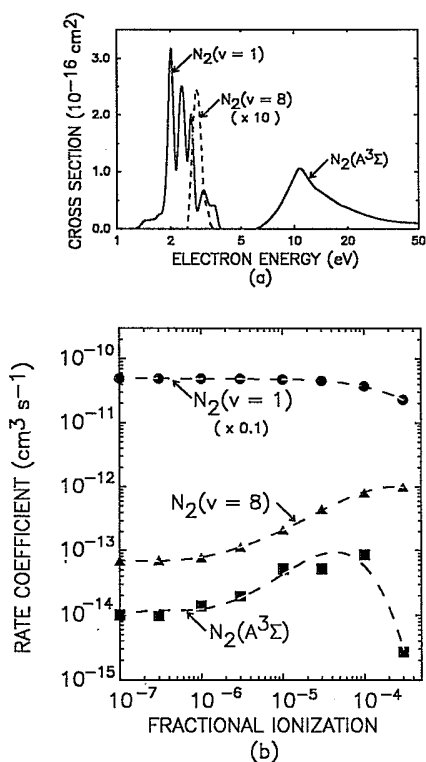 CROSS SECTION (10⁻¹⁶ cm²)
3.0
2.0
1.0
0.0
N₂(v = 1)
N₂(v = 8)
(× 10)
N₂(A³Σ)
1 2 5 10 20 50
ELECTRON ENERGY (eV)
(a)
RATE COEFFICIENT (cm³ s⁻¹)
10⁻¹⁰
10⁻¹¹
10⁻¹²
10⁻¹³
10⁻¹⁴
10⁻¹⁵
N₂(v = 1)
(× 0.1)
N₂(v = 8)
N₂(A³Σ)
10⁻⁷ 10⁻⁶ 10⁻⁵ 10⁻⁴
FRACTIONAL IONIZATION
(b)